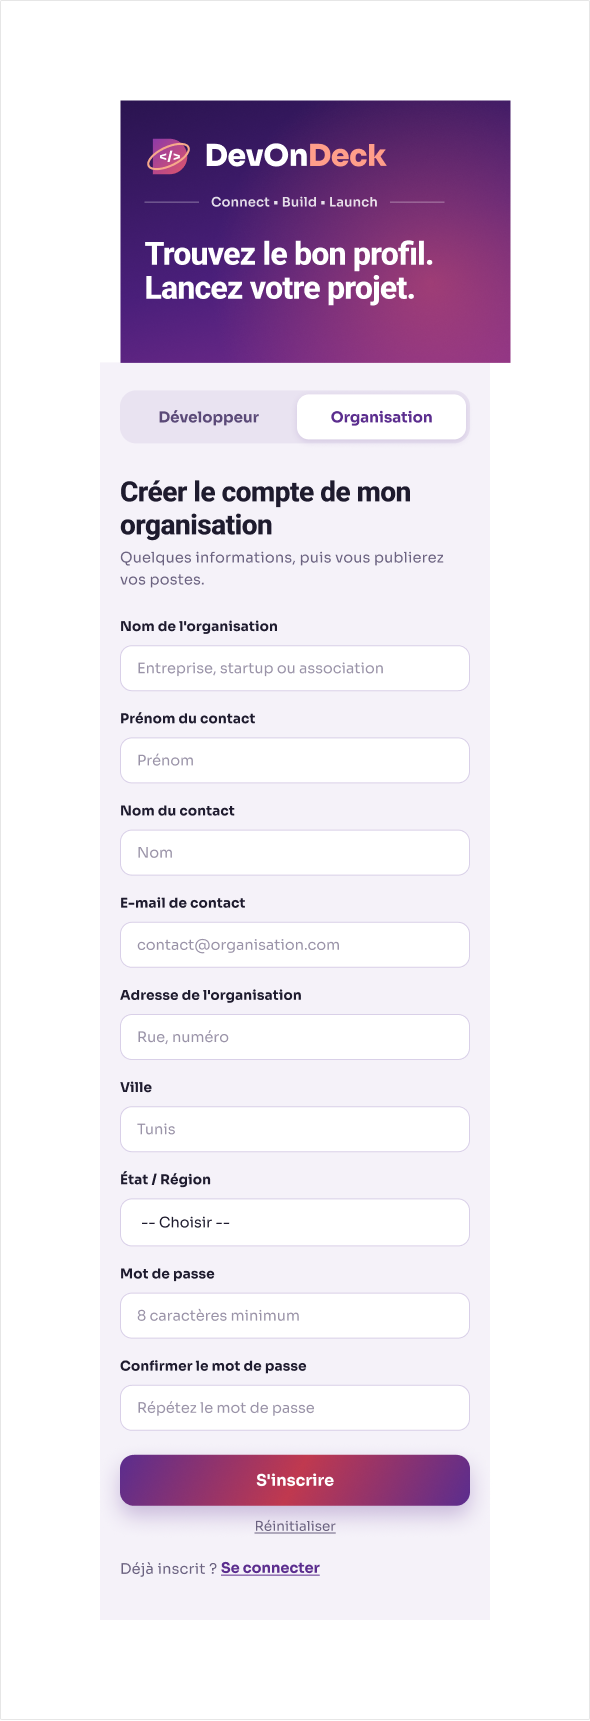 </>
DevOnDeck
Connect • Build • Launch
Trouvez le bon profil.
Lancez votre projet.
Développeur
Organisation
Créer le compte de mon
organisation
Quelques informations, puis vous publierez
vos postes.
Nom de l'organisation
Entreprise, startup ou association
Prénom du contact
Prénom
Nom du contact
Nom
E-mail de contact
contact@organisation.com
Adresse de l'organisation
Rue, numéro
Ville
Tunis
État / Région
-- Choisir --
Mot de passe
8 caractères minimum
Confirmer le mot de passe
Répétez le mot de passe
S'inscrire
Réinitialiser
Déjà inscrit ? Se connecter